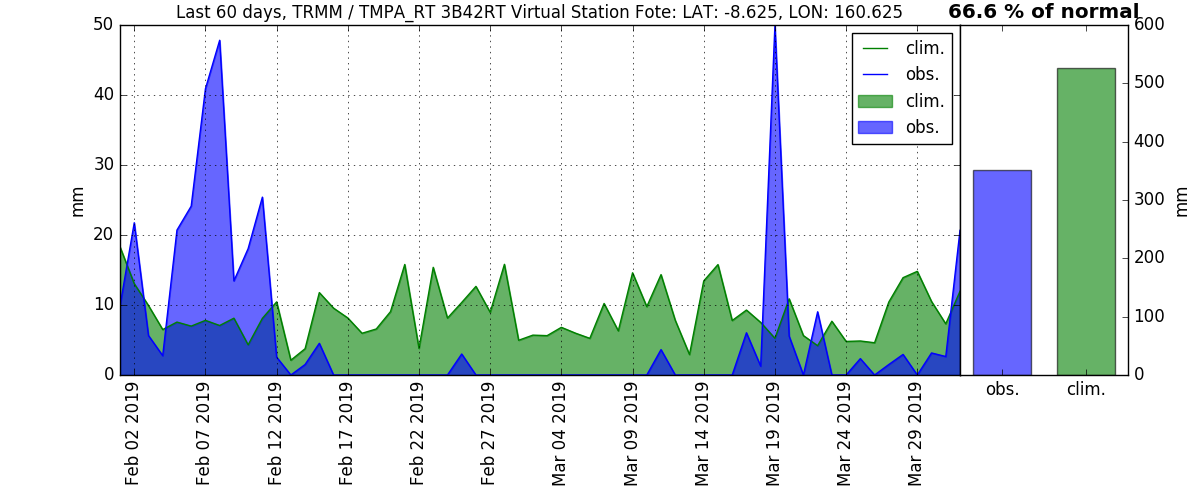 Last 60 days, TRMM / TMPA_RT 3B42RT Virtual Station Fote: LAT: -8.625, LON: 160.625
66.6 % of normal
50
40
30
20
10
0
mm
clim.
obs.
clim.
obs.
600
500
400
300
200
100
0
mm
obs.
clim.
Feb 02 2019
Feb 07 2019
Feb 12 2019
Feb 17 2019
Feb 22 2019
Feb 27 2019
Mar 04 2019
Mar 09 2019
Mar 14 2019
Mar 19 2019
Mar 24 2019
Mar 29 2019